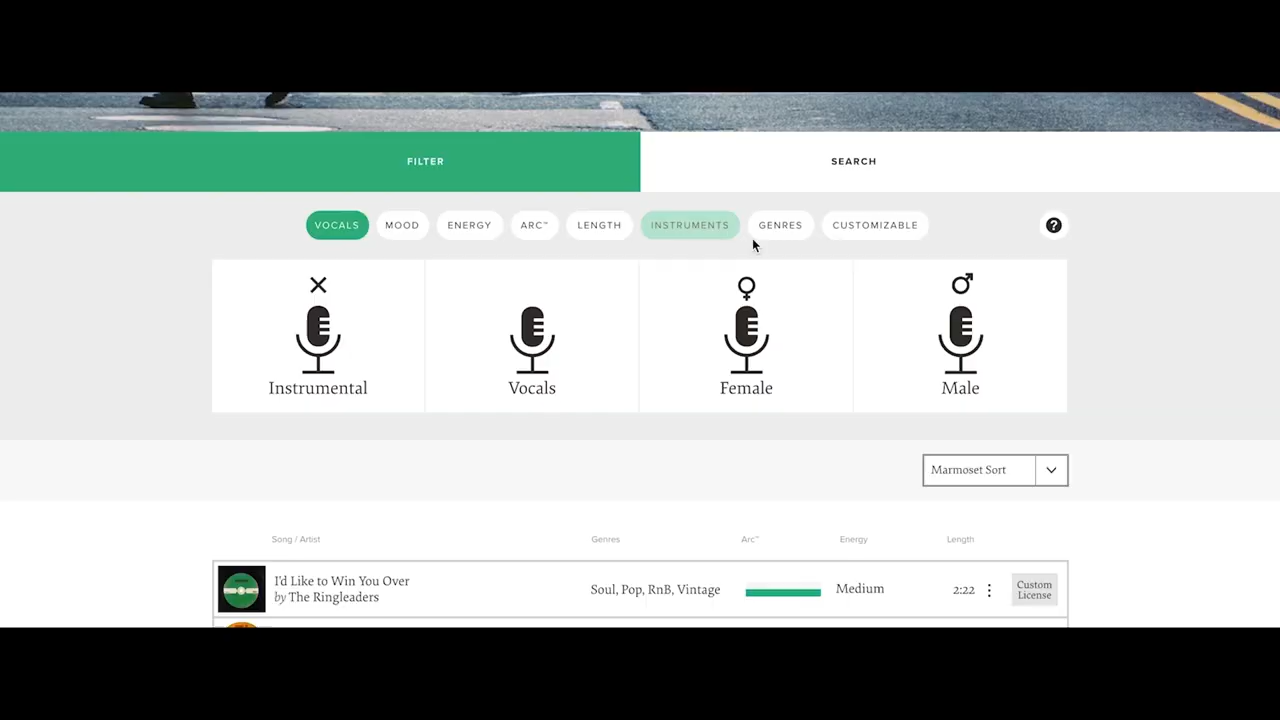 FILTER
SEARCH
VOCALS MOOD ENERGY ARC™ LENGTH INSTRUMENTS GENRES CUSTOMIZABLE ?
Instrumental Vocals Female Male
Marmoset Sort
Song / Artist Genres Arc™ Energy Length
I'd Like to Win You Over
by The Ringleaders
Soul, Pop, RnB, Vintage
Medium
2:22
Custom
License